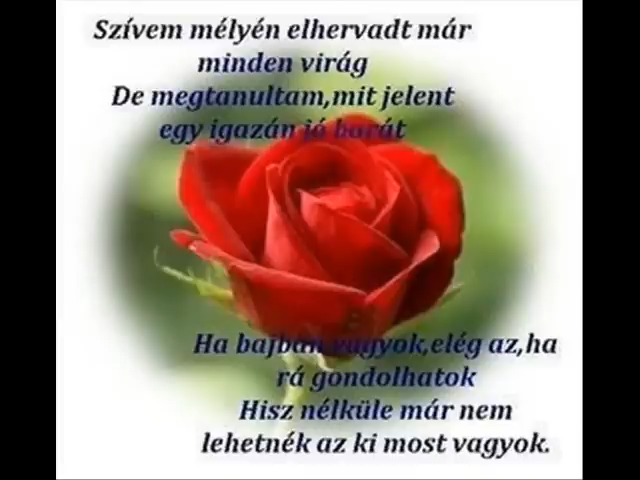 Szívem mélyén elhervadt már
minden virág
De megtanultam,mit jelent
egy igazán jó barát
Ha bajban vagyok,elég az,ha
rá gondolhatok
Hisz nélküle már nem
lehetnék az ki most vagyok.